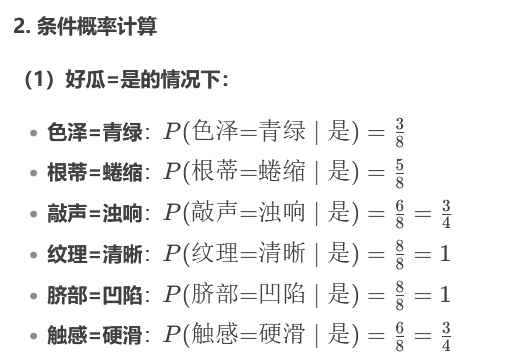 2. 条件概率计算
（1）好瓜=是的情况下：
• 色泽=青绿：P(色泽=青绿 | 是) = 3/8
• 根蒂=蜷缩：P(根蒂=蜷缩 | 是) = 5/8
• 敲声=浊响：P(敲声=浊响 | 是) = 6/8 = 3/4
• 纹理=清晰：P(纹理=清晰 | 是) = 8/8 = 1
• 脐部=凹陷：P(脐部=凹陷 | 是) = 8/8 = 1
• 触感=硬滑：P(触感=硬滑 | 是) = 6/8 = 3/4